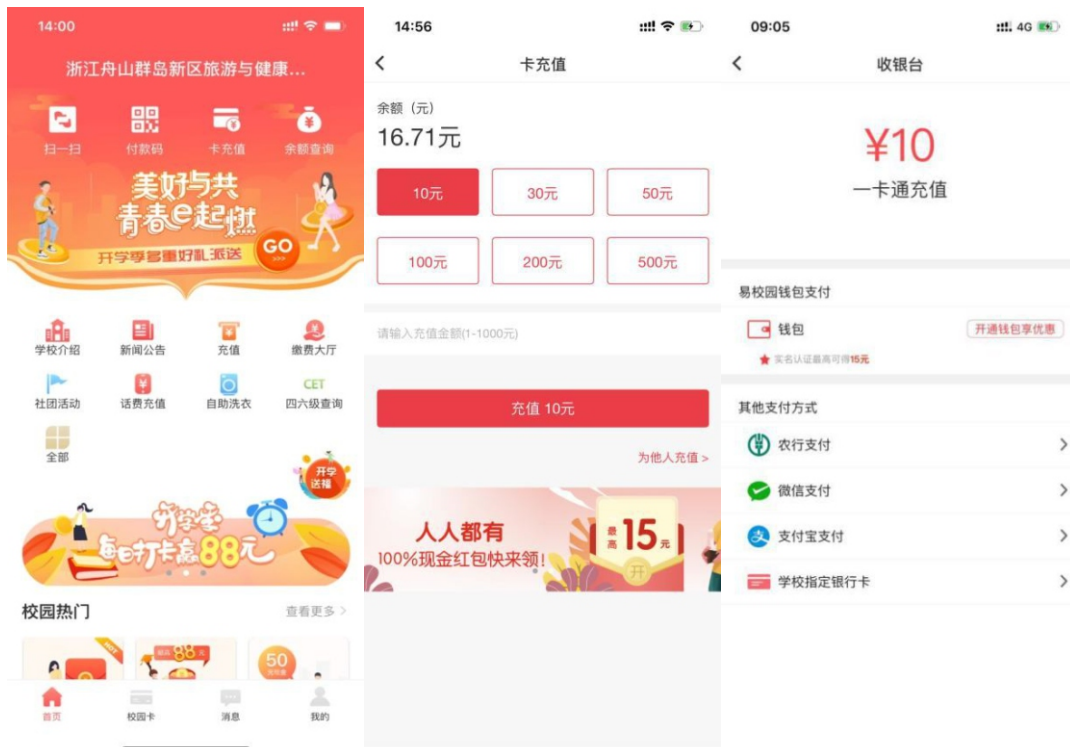 14:00
浙江舟山群岛新区旅游与健康...
扫一扫
付款码
卡充值
余额查询
美好与共
青春e起燃
开学季多重好礼派送
GO
学校介绍
新闻公告
充值
缴费大厅
社团活动
话费充值
自助洗衣
CET
四六级查询
全部
开学
送福
开学季
每日打卡赢88元
校园热门
查看更多 >
HOT
88元
50
首页
校园卡
消息
我的
14:56
卡充值
余额（元）
16.71元
10元
30元
50元
100元
200元
500元
请输入充值金额(1-1000元)
充值 10元
为他人充值 >
人人都有
100%现金红包快来领!
最高15元
开
09:05
4G
收银台
¥10
一卡通充值
易校园钱包支付
钱包
开通钱包享优惠
实名认证最高可得15元
其他支付方式
农行支付
微信支付
支付宝支付
学校指定银行卡